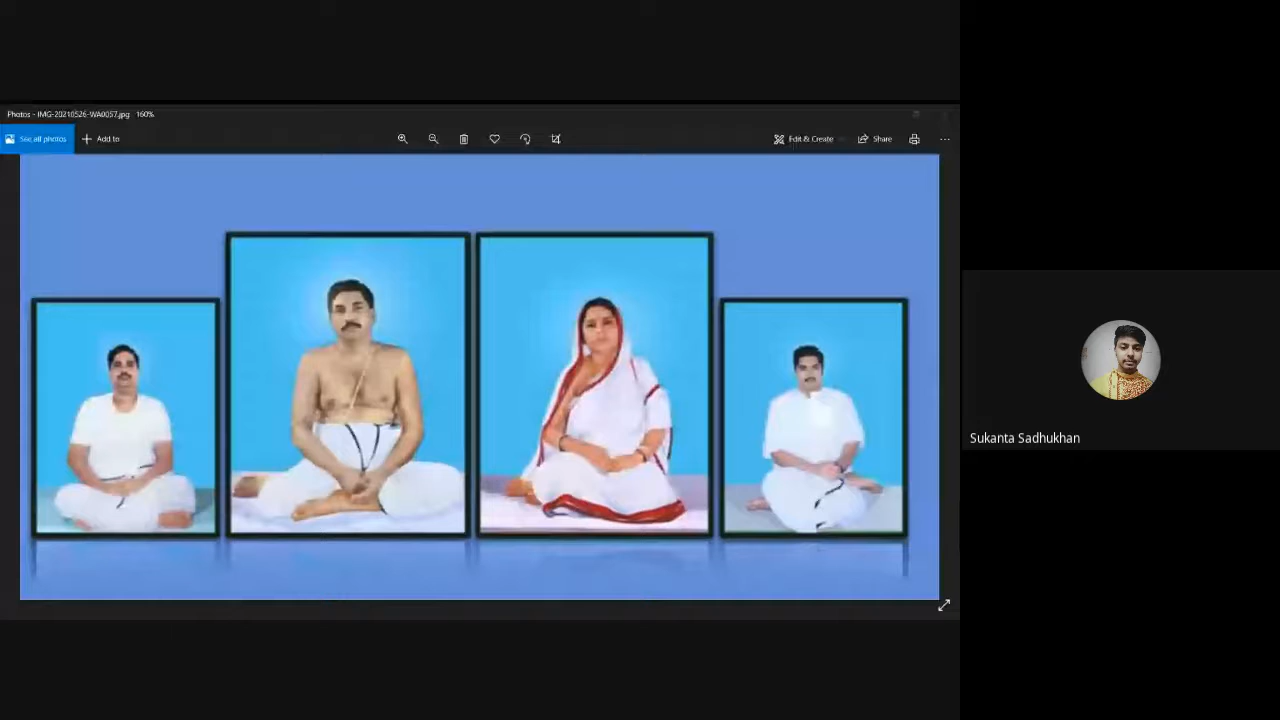 Photos - IMG-20210526-WA0057.jpg 160%
See all photos
Add to
Edit & Create
Share
Sukanta Sadhukhan